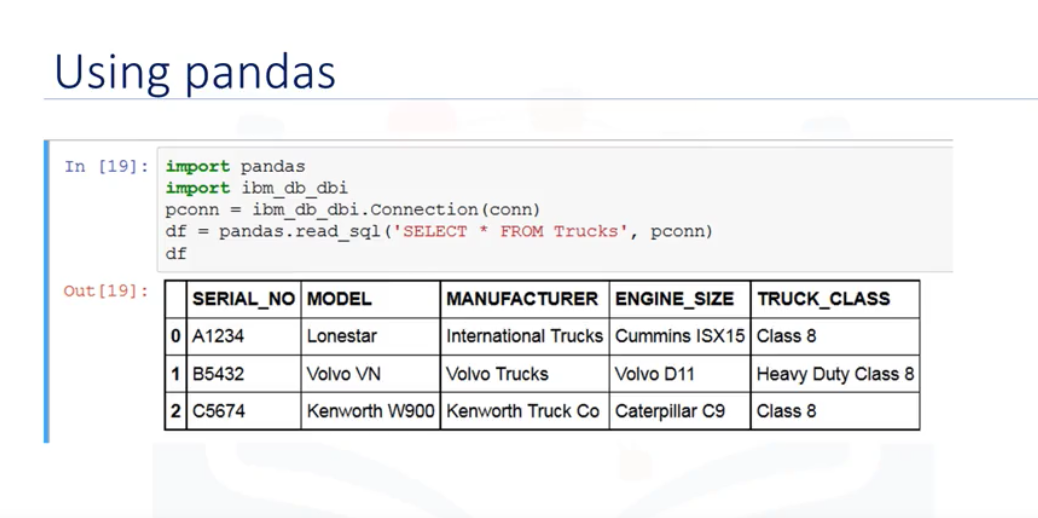 Using pandas
In [19]: import pandas
import ibm_db_dbi
pconn = ibm_db_dbi.Connection(conn)
df = pandas.read_sql('SELECT * FROM Trucks', pconn)
df
Out[19]:
SERIAL_NO MODEL MANUFACTURER ENGINE_SIZE TRUCK_CLASS
0 A1234 Lonestar International Trucks Cummins ISX15 Class 8
1 B5432 Volvo VN Volvo Trucks Volvo D11 Heavy Duty Class 8
2 C5674 Kenworth W900 Kenworth Truck Co Caterpillar C9 Class 8